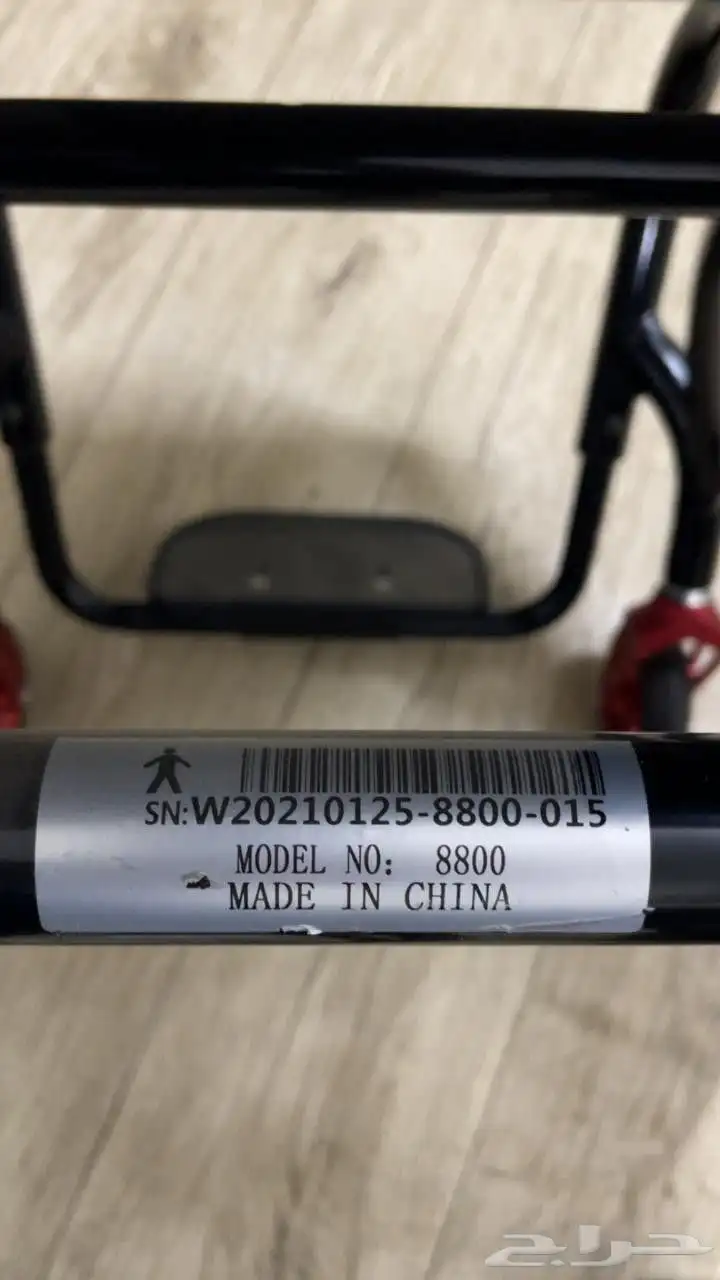 SN:W20210125-8800-015
MODEL NO: 8800
MADE IN CHINA
حراج